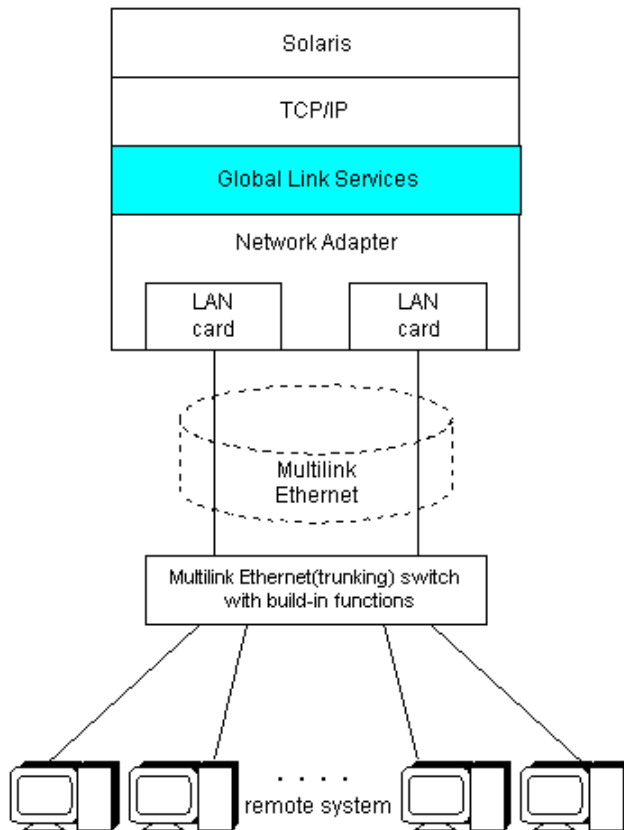 Solaris
TCP/IP
Global Link Services
Network Adapter
LAN
card
LAN
card
Multilink
Ethernet
Multilink Ethernet(trunking) switch
with build-in functions
. . . .
remote system